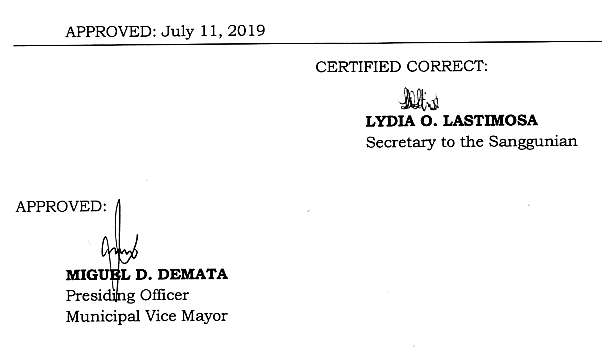 APPROVED: July 11, 2019
CERTIFIED CORRECT:
LYDIA O. LASTIMOSA
Secretary to the Sanggunian
APPROVED:
MIGUEL D. DEMATA
Presiding Officer
Municipal Vice Mayor